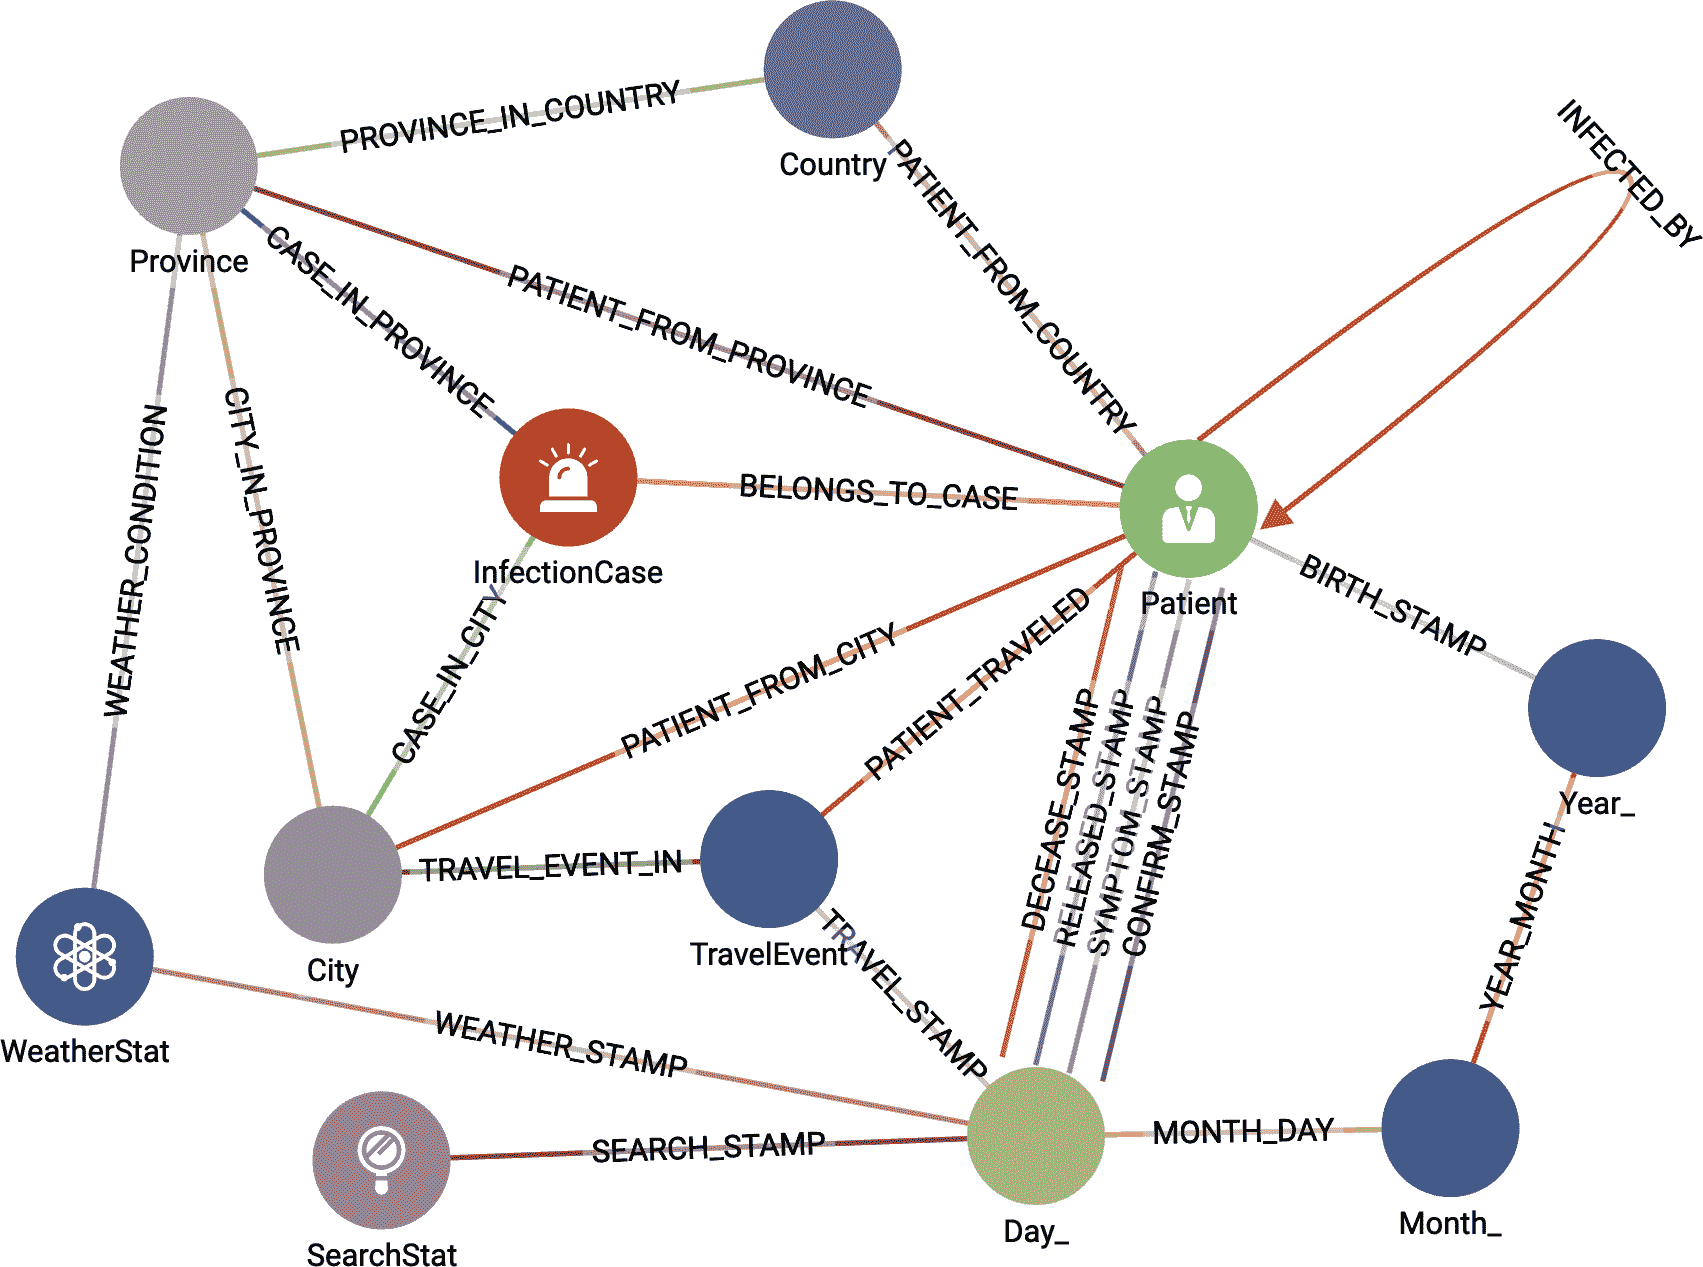 PROVINCE_IN_COUNTRY
Country
INFECTED_BY
PATIENT_FROM_COUNTRY
Province
CASE_IN_PROVINCE
PATIENT_FROM_PROVINCE
BELONGS_TO_CASE
WEATHER_CONDITION
CITY_IN_PROVINCE
InfectionCase
Patient
BIRTH_STAMP
CASE_IN_CITY
PATIENT_FROM_CITY
PATIENT_TRAVELED
DECEASE_STAMP
RELEASED_STAMP
SYMPTOM_STAMP
CONFIRM_STAMP
Year_
YEAR_MONTH
TRAVEL_EVENT_IN
TravelEvent
City
TRAVEL_STAMP
WeatherStat
WEATHER_STAMP
SEARCH_STAMP
MONTH_DAY
SearchStat
Day_
Month_